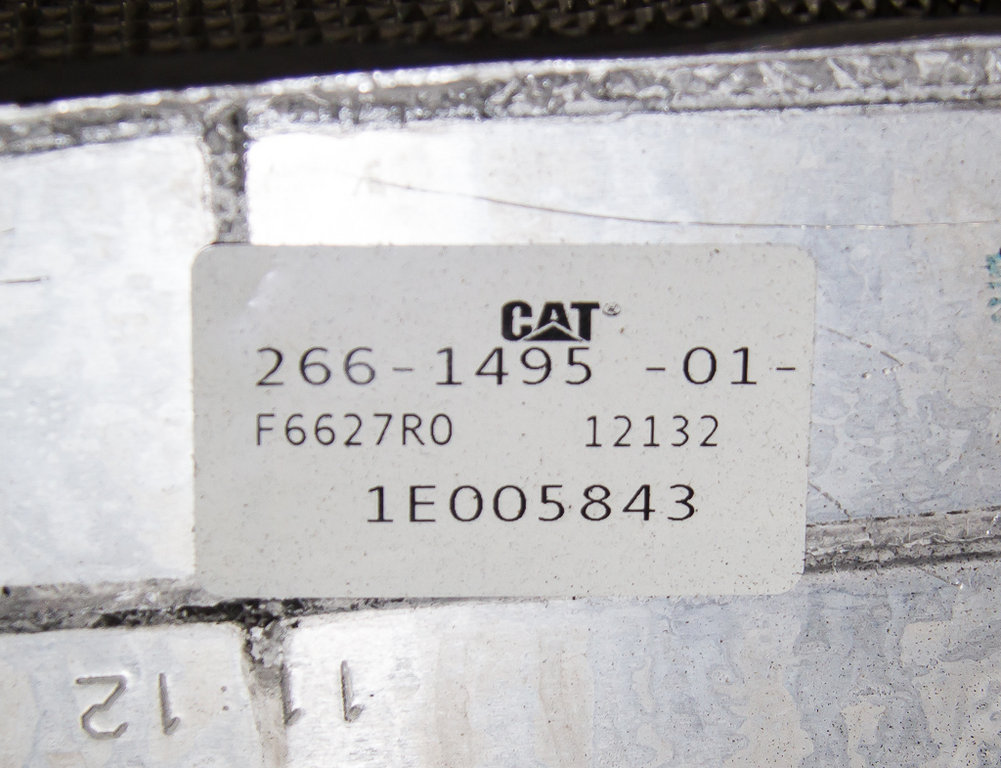 CAT®
266-1495 -01-
F6627R0 12132
1E005843
11 12